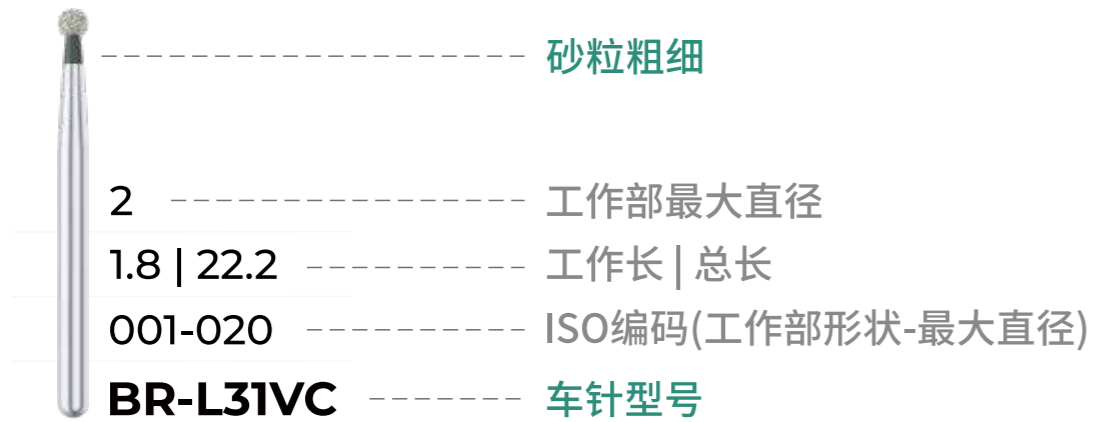 砂粒粗细
2 工作部最大直径
1.8 | 22.2 工作长 | 总长
001-020 ISO编码(工作部形状-最大直径)
BR-L31VC 车针型号